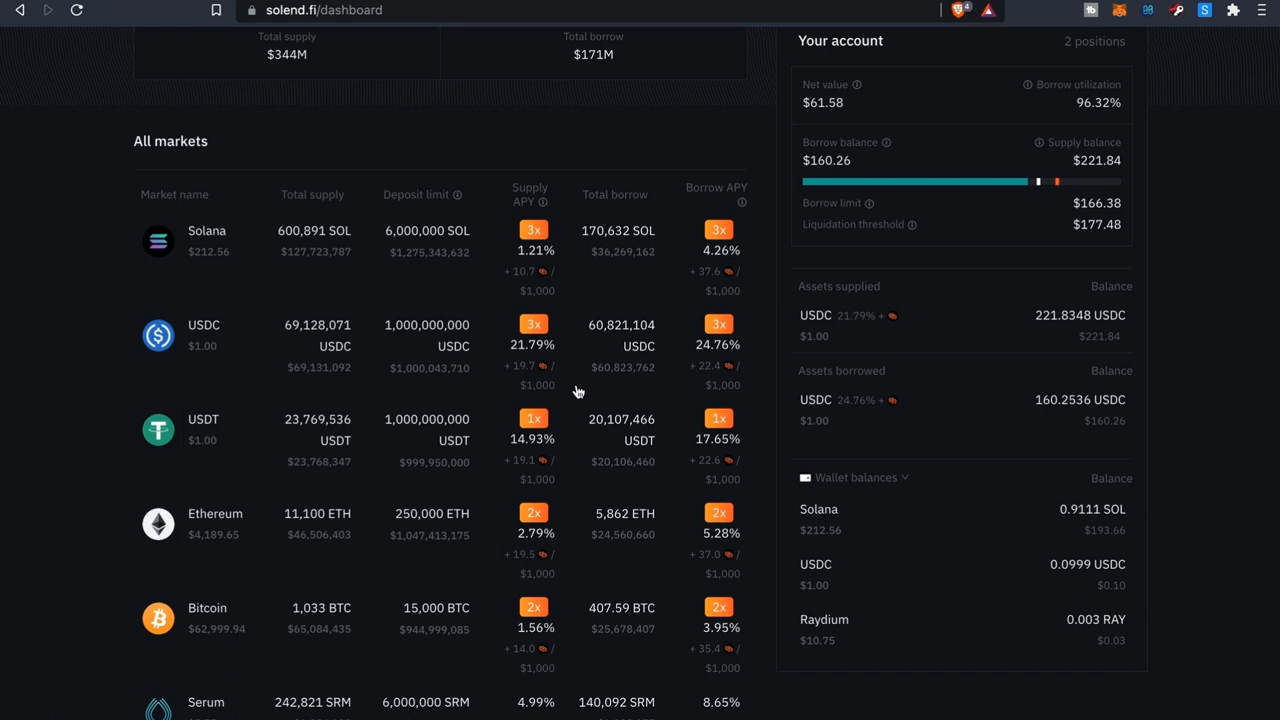 solend.fi/dashboard
4
Total supply
Total borrow
$344M
$171M
All markets
Market name
Total supply
Deposit limit
Supply APY
Total borrow
Borrow APY
Solana
600,891 SOL
6,000,000 SOL
3x
1.21%
170,632 SOL
3x
4.26%
$212.56
$127,723,787
$1,275,343,632
+ 10.7 /
$1,000
$36,269,162
+ 37.6 /
$1,000
USDC
69,128,071
USDC
1,000,000,000
USDC
3x
21.79%
60,821,104
USDC
3x
24.76%
$1.00
$69,131,092
$1,000,043,710
+ 19.7 /
$1,000
$60,823,762
+ 22.4 /
$1,000
USDT
23,769,536
USDT
1,000,000,000
USDT
1x
14.93%
20,107,466
USDT
1x
17.65%
$1.00
$23,768,347
$999,950,000
+ 19.1 /
$1,000
$20,106,460
+ 22.6 /
$1,000
Ethereum
11,100 ETH
250,000 ETH
2x
2.79%
5,862 ETH
2x
5.28%
$4,189.65
$46,506,403
$1,047,413,175
+ 19.5 /
$1,000
$24,560,660
+ 37.0 /
$1,000
Bitcoin
1,033 BTC
15,000 BTC
2x
1.56%
407.59 BTC
2x
3.95%
$62,999.94
$65,084,435
$944,999,085
+ 14.0 /
$1,000
$25,678,407
+ 35.4 /
$1,000
Serum
242,821 SRM
6,000,000 SRM
4.99%
140,092 SRM
8.65%
Your account
2 positions
Net value
Borrow utilization
$61.58
96.32%
Borrow balance
Supply balance
$160.26
$221.84
Borrow limit
$166.38
Liquidation threshold
$177.48
Assets supplied
Balance
USDC 21.79% +
221.8348 USDC
$1.00
$221.84
Assets borrowed
Balance
USDC 24.76% +
160.2536 USDC
$1.00
$160.26
Wallet balances
Balance
Solana
0.9111 SOL
$212.56
$193.66
USDC
0.0999 USDC
$1.00
$0.10
Raydium
0.003 RAY
$10.75
$0.03